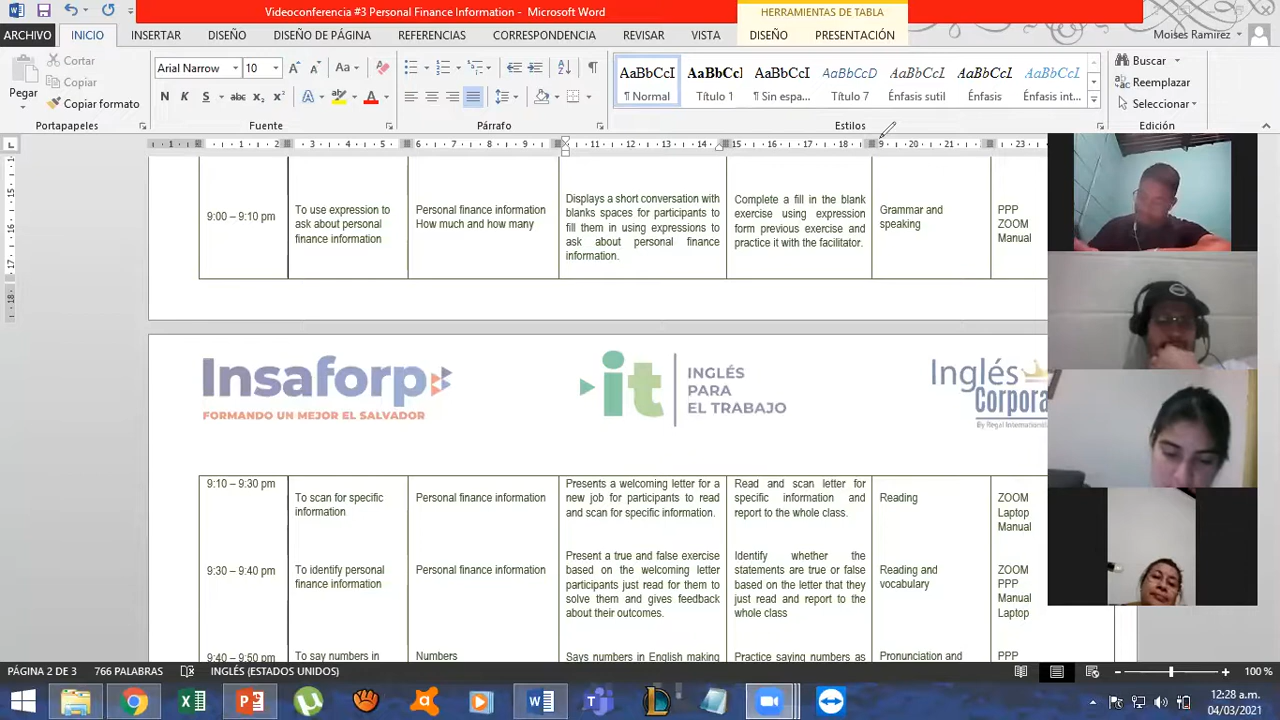 Videoconferencia #3 Personal Finance Information - Microsoft Word
HERRAMIENTAS DE TABLA
ARCHIVO INICIO INSERTAR DISEÑO DISEÑO DE PÁGINA REFERENCIAS CORRESPONDENCIA REVISAR VISTA DISEÑO PRESENTACIÓN Moises Ramirez
Cortar
Copiar
Copiar formato
Pegar
Portapapeles
Arial Narrow 10
N K S abc x₂ x²
Fuente
Párrafo
AaBbCcI AaBbCcI AaBbCcI AaBbCcD AaBbCcL AaBbCcI AaBbCcI
¶ Normal Título 1 ¶ Sin espa... Título 7 Énfasis sutil Énfasis Énfasis int...
Estilos
Buscar
Reemplazar
Seleccionar
Edición
9:00 – 9:10 pm
To use expression to
ask about personal
finance information
Personal finance information
How much and how many
Displays a short conversation with
blanks spaces for participants to
fill them in using expressions to
ask about personal finance
information.
Complete a fill in the blank
exercise using expression
form previous exercise and
practice it with the facilitator.
Grammar and
speaking
PPP
ZOOM
Manual
Insaforp
FORMANDO UN MEJOR EL SALVADOR
it
INGLÉS
PARA
EL TRABAJO
Inglés
Corpora
By Regal International
9:10 – 9:30 pm
To scan for specific
information
Personal finance information
Presents a welcoming letter for a
new job for participants to read
and scan for specific information.
Read and scan letter for
specific information and
report to the whole class.
Reading
ZOOM
Laptop
Manual
9:30 – 9:40 pm
To identify personal
finance information
Personal finance information
Present a true and false exercise
based on the welcoming letter
participants just read for them to
solve them and gives feedback
about their outcomes.
Identify whether the
statements are true or false
based on the letter that they
just read and report to the
whole class
Reading and
vocabulary
ZOOM
PPP
Manual
Laptop
9:40 – 9:50 pm
To say numbers in
Numbers
Says numbers in English making
Practice saying numbers as
Pronunciation and
PPP
PÁGINA 2 DE 3 766 PALABRAS INGLÉS (ESTADOS UNIDOS) 100 %
12:28 a.m.
04/03/2021